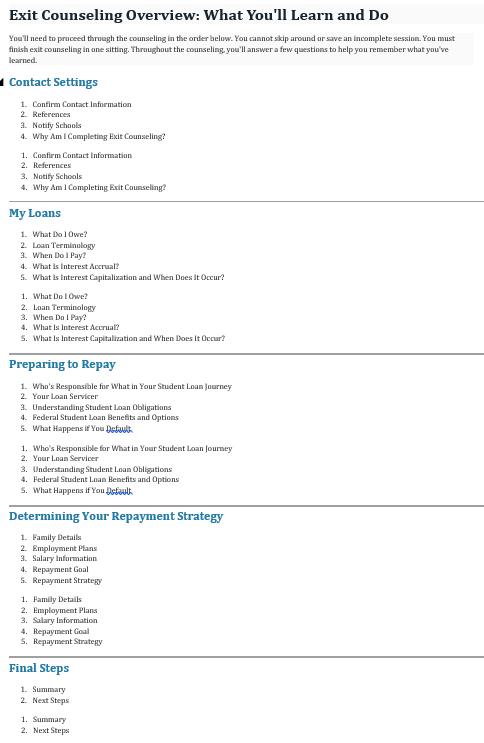 Exit Counseling Overview: What You'll Learn and Do
You'll need to proceed through the counseling in the order below. You cannot skip around or save an incomplete session. You must
finish exit counseling in one sitting. Throughout the counseling, you'll answer a few questions to help you remember what you've
learned.
Contact Settings
1. Confirm Contact Information
2. References
3. Notify Schools
4. Why Am I Completing Exit Counseling?
1. Confirm Contact Information
2. References
3. Notify Schools
4. Why Am I Completing Exit Counseling?
My Loans
1. What Do I Owe?
2. Loan Terminology
3. When Do I Pay?
4. What Is Interest Accrual?
5. What Is Interest Capitalization and When Does It Occur?
1. What Do I Owe?
2. Loan Terminology
3. When Do I Pay?
4. What Is Interest Accrual?
5. What Is Interest Capitalization and When Does It Occur?
Preparing to Repay
1. Who's Responsible for What in Your Student Loan Journey
2. Your Loan Servicer
3. Understanding Student Loan Obligations
4. Federal Student Loan Benefits and Options
5. What Happens if You Default
1. Who's Responsible for What in Your Student Loan Journey
2. Your Loan Servicer
3. Understanding Student Loan Obligations
4. Federal Student Loan Benefits and Options
5. What Happens if You Default
Determining Your Repayment Strategy
1. Family Details
2. Employment Plans
3. Salary Information
4. Repayment Goal
5. Repayment Strategy
1. Family Details
2. Employment Plans
3. Salary Information
4. Repayment Goal
5. Repayment Strategy
Final Steps
1. Summary
2. Next Steps
1. Summary
2. Next Steps